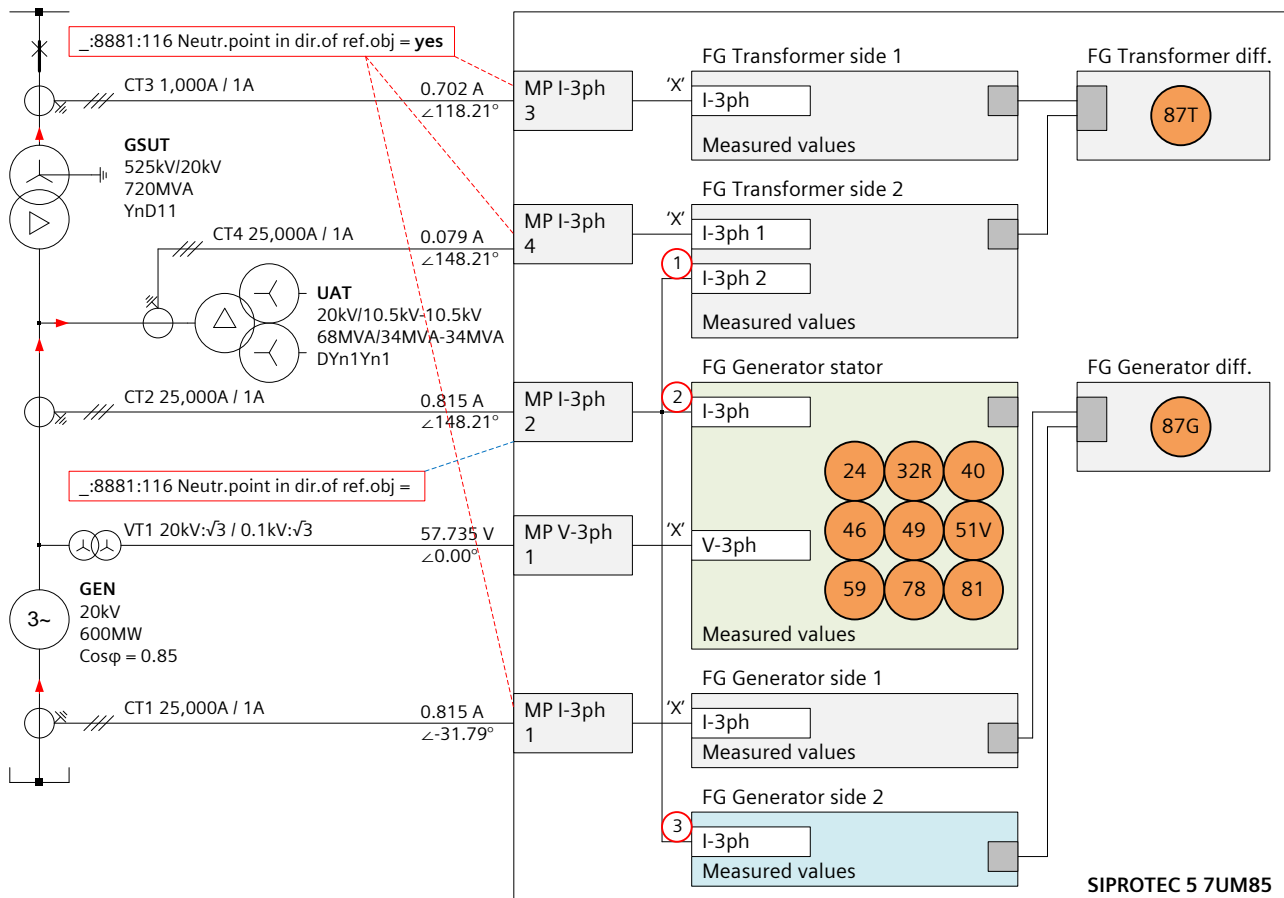 _:8881:116 Neutr.point in dir.of ref.obj = yes
CT3 1,000A / 1A
0.702 A
∠118.21°
MP I-3ph
3
'X'
FG Transformer side 1
I-3ph
Measured values
FG Transformer diff.
87T
GSUT
525kV/20kV
720MVA
YnD11
CT4 25,000A / 1A
0.079 A
∠148.21°
MP I-3ph
4
'X'
FG Transformer side 2
I-3ph 1
1
I-3ph 2
Measured values
UAT
20kV/10.5kV-10.5kV
68MVA/34MVA-34MVA
DYn1Yn1
CT2 25,000A / 1A
0.815 A
∠148.21°
MP I-3ph
2
FG Generator stator
2
I-3ph
24
32R
40
46
49
51V
59
78
81
V-3ph
Measured values
FG Generator diff.
87G
_:8881:116 Neutr.point in dir.of ref.obj =
VT1 20kV:√3 / 0.1kV:√3
57.735 V
∠0.00°
MP V-3ph
1
'X'
3~
GEN
20kV
600MW
Cosφ = 0.85
CT1 25,000A / 1A
0.815 A
∠-31.79°
MP I-3ph
1
'X'
FG Generator side 1
I-3ph
Measured values
FG Generator side 2
3
I-3ph
Measured values
SIPROTEC 5 7UM85